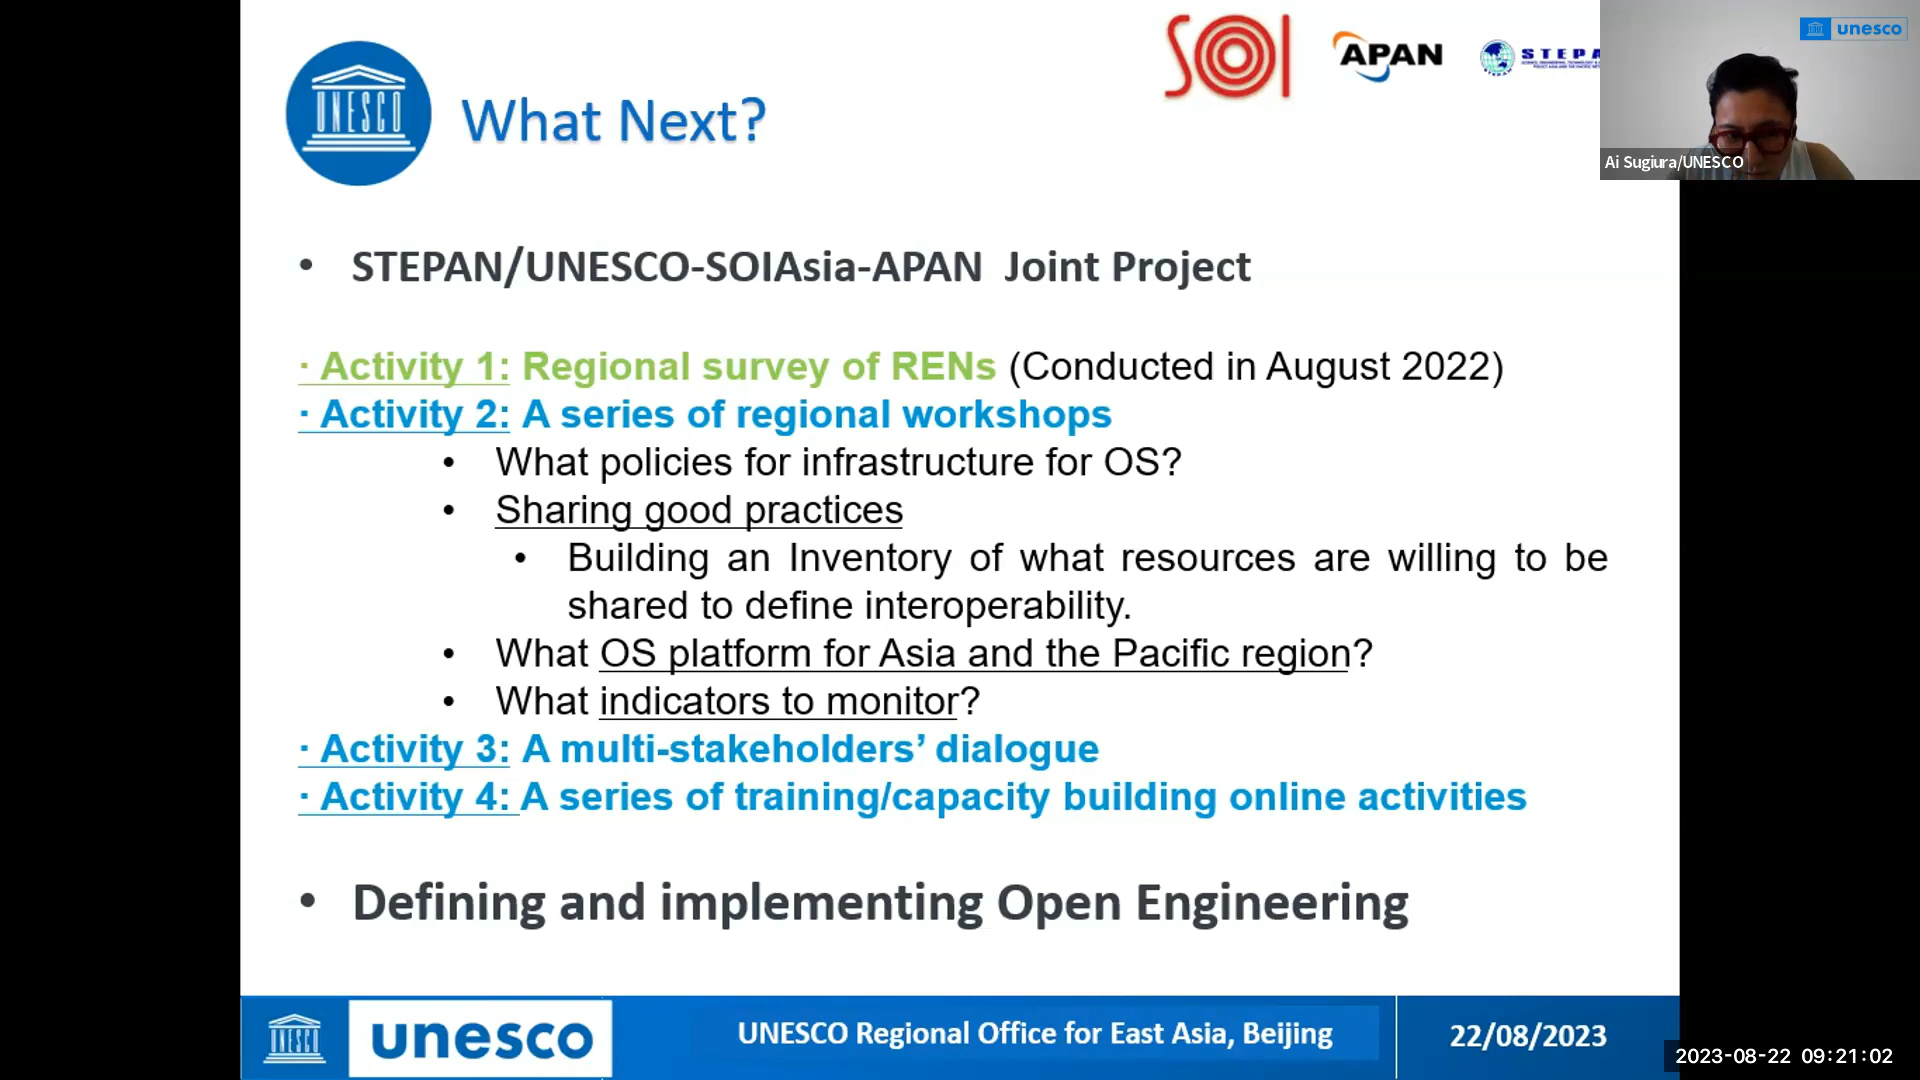 UNESCO
What Next?
SOI
APAN
STEPA
unesco
Ai Sugiura/UNESCO
• STEPAN/UNESCO-SOIAsia-APAN Joint Project
· Activity 1: Regional survey of RENs (Conducted in August 2022)
· Activity 2: A series of regional workshops
• What policies for infrastructure for OS?
• Sharing good practices
• Building an Inventory of what resources are willing to be
shared to define interoperability.
• What OS platform for Asia and the Pacific region?
• What indicators to monitor?
· Activity 3: A multi-stakeholders’ dialogue
· Activity 4: A series of training/capacity building online activities
• Defining and implementing Open Engineering
UNESCO
unesco
UNESCO Regional Office for East Asia, Beijing
22/08/2023
2023-08-22 09:21:02